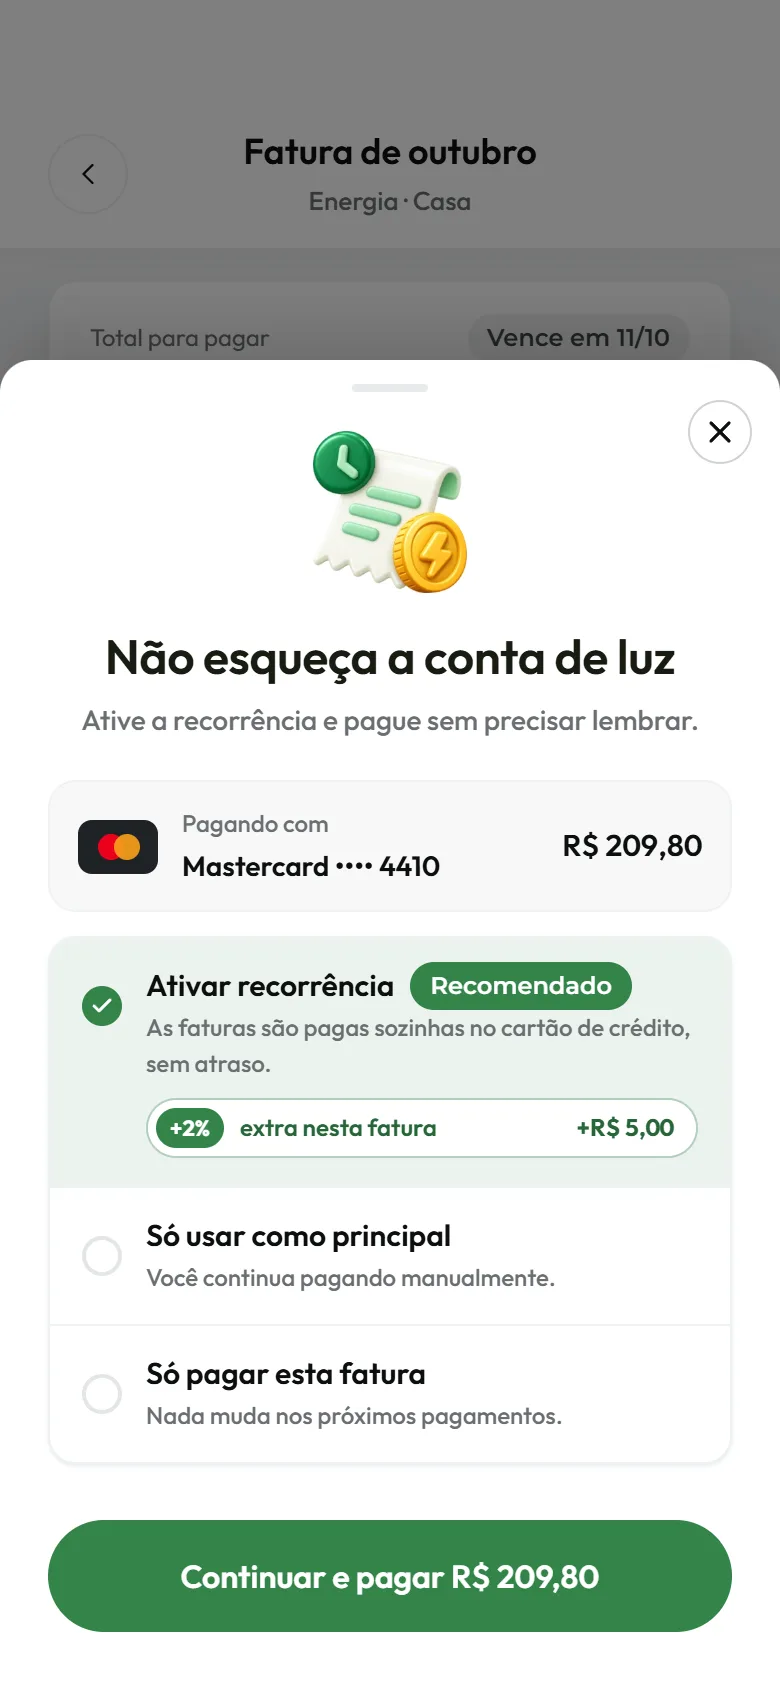 Fatura de outubro
Energia · Casa
Total para pagar
Vence em 11/10
Não esqueça a conta de luz
Ative a recorrência e pague sem precisar lembrar.
Pagando com
Mastercard •••• 4410
R$ 209,80
Ativar recorrência
Recomendado
As faturas são pagas sozinhas no cartão de crédito,
sem atraso.
+2% extra nesta fatura +R$ 5,00
Só usar como principal
Você continua pagando manualmente.
Só pagar esta fatura
Nada muda nos próximos pagamentos.
Continuar e pagar R$ 209,80